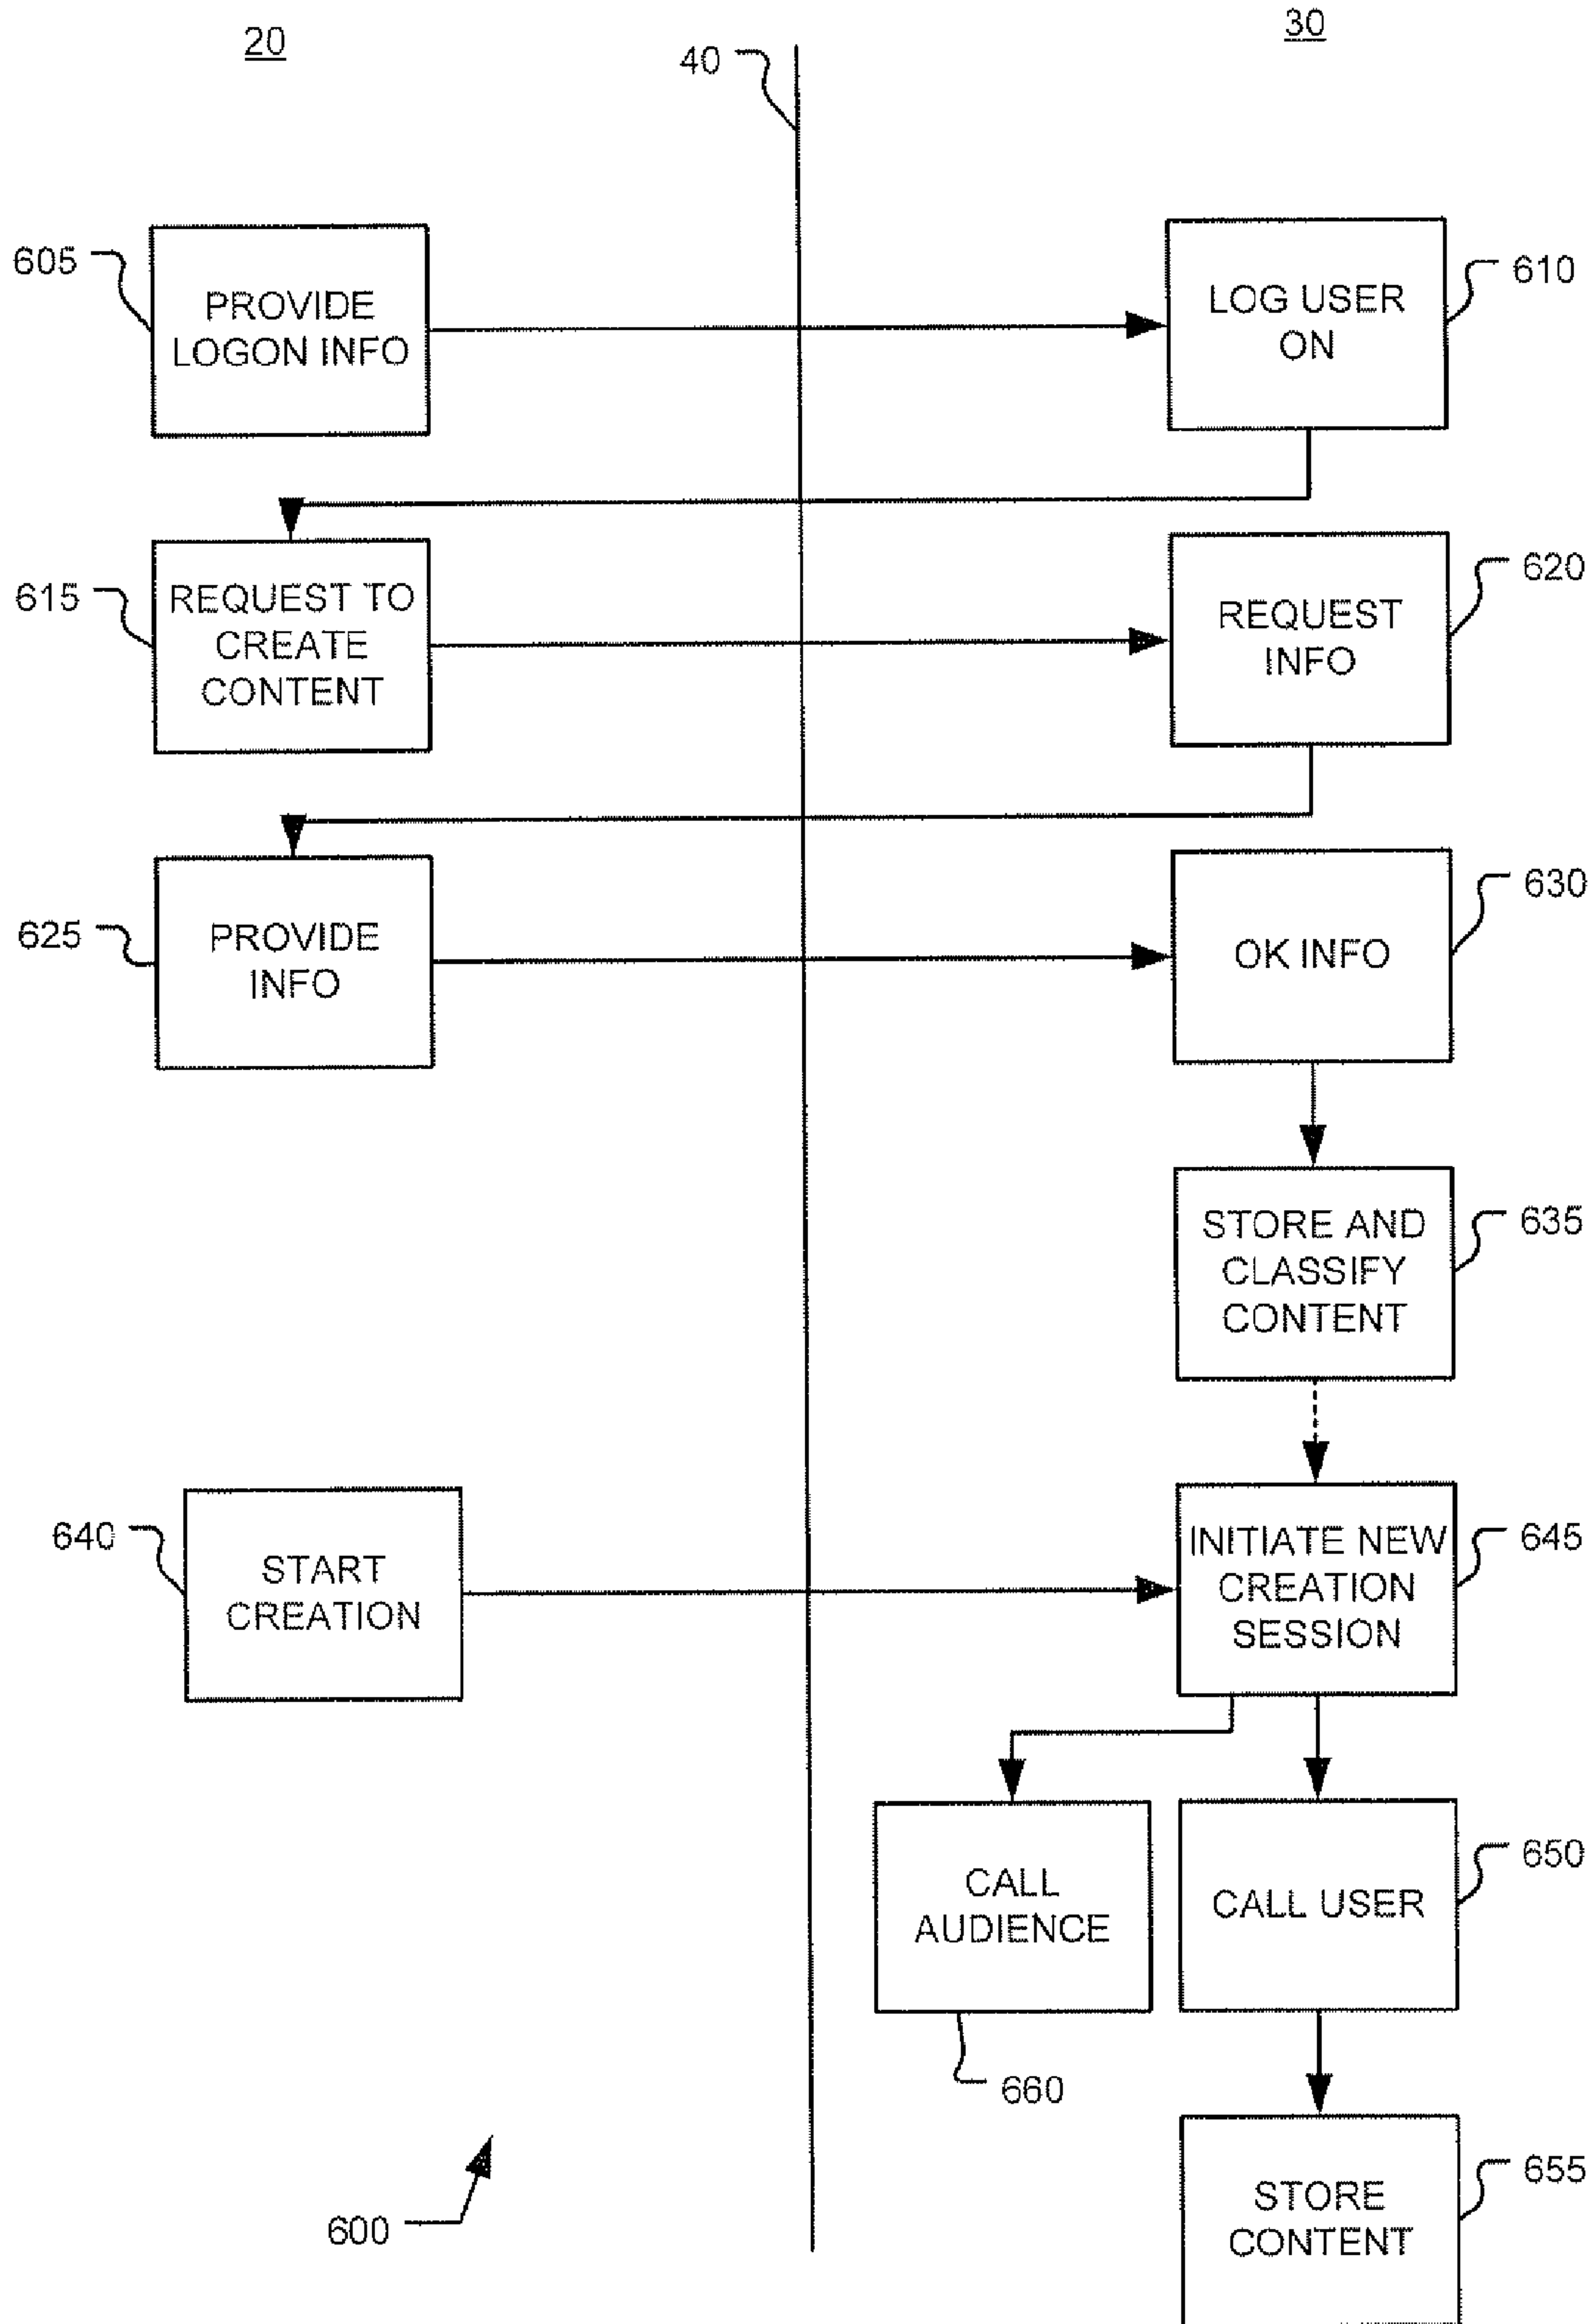 20
40
30
605
PROVIDE
LOGON INFO
LOG USER
ON
610
615
REQUEST TO
CREATE
CONTENT
REQUEST
INFO
620
625
PROVIDE
INFO
OK INFO
630
STORE AND
CLASSIFY
CONTENT
635
640
START
CREATION
INITIATE NEW
CREATION
SESSION
645
CALL
AUDIENCE
660
CALL USER
650
600
STORE
CONTENT
655